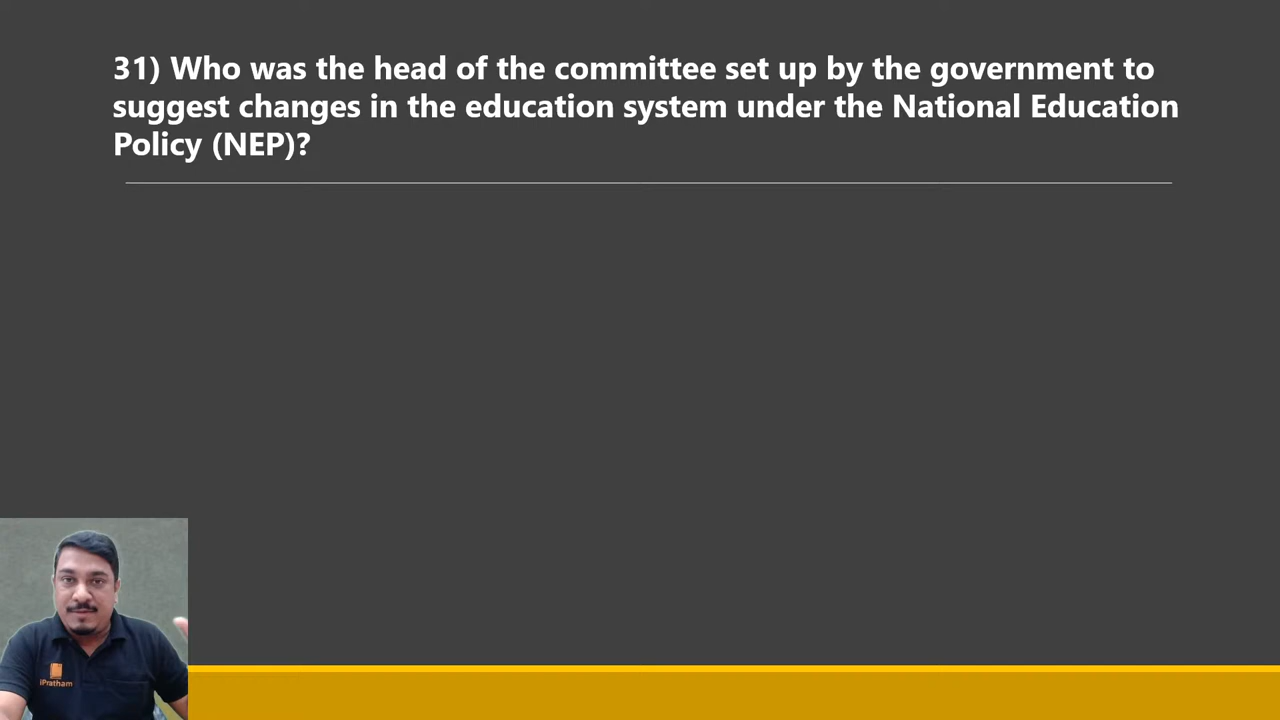 31) Who was the head of the committee set up by the government to
suggest changes in the education system under the National Education
Policy (NEP)?
iPratham